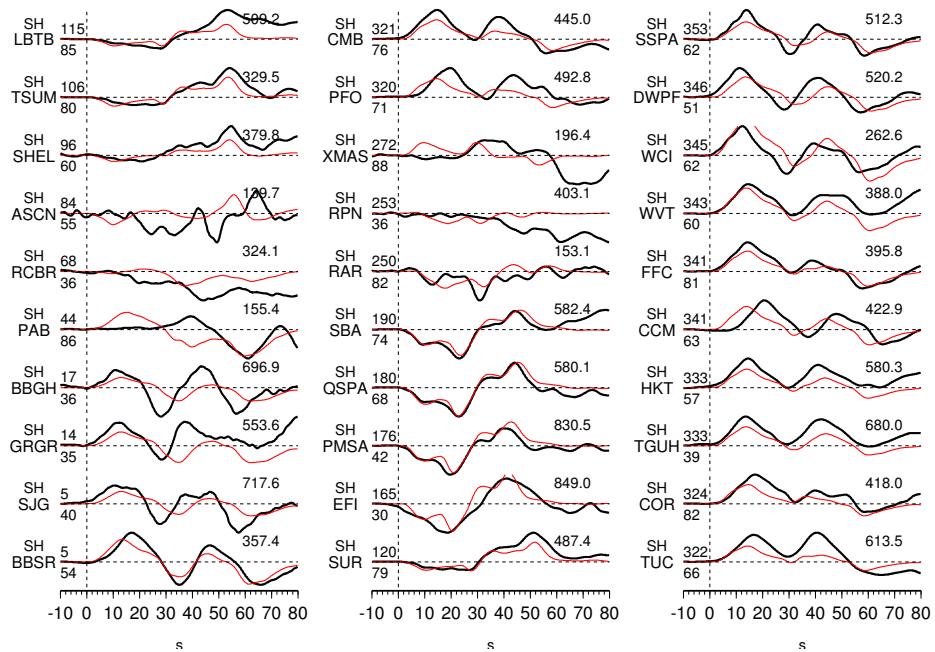 SH
LBTB 115 85 509.2
SH
TSUM 106 80 329.5
SH
SHEL 96 60 379.8
SH
ASCN 84 55 139.7
SH
RCBR 68 36 324.1
SH
PAB 44 86 155.4
SH
BBGH 17 36 696.9
SH
GRGR 14 35 553.6
SH
SJG 5 40 717.6
SH
BBSR 5 54 357.4
-10 0 10 20 30 40 50 60 70 80
s
SH
CMB 321 76 445.0
SH
PFO 320 71 492.8
SH
XMAS 272 88 196.4
SH
RPN 253 36 403.1
SH
RAR 250 82 153.1
SH
SBA 190 74 582.4
SH
QSPA 180 68 580.1
SH
PMSA 176 42 830.5
SH
EFI 165 30 849.0
SH
SUR 120 79 487.4
-10 0 10 20 30 40 50 60 70 80
s
SH
SSPA 353 62 512.3
SH
DWPF 346 51 520.2
SH
WCI 345 62 262.6
SH
WVT 343 60 388.0
SH
FFC 341 81 395.8
SH
CCM 341 63 422.9
SH
HKT 333 57 580.3
SH
TGUH 333 39 680.0
SH
COR 324 82 418.0
SH
TUC 322 66 613.5
-10 0 10 20 30 40 50 60 70 80
s